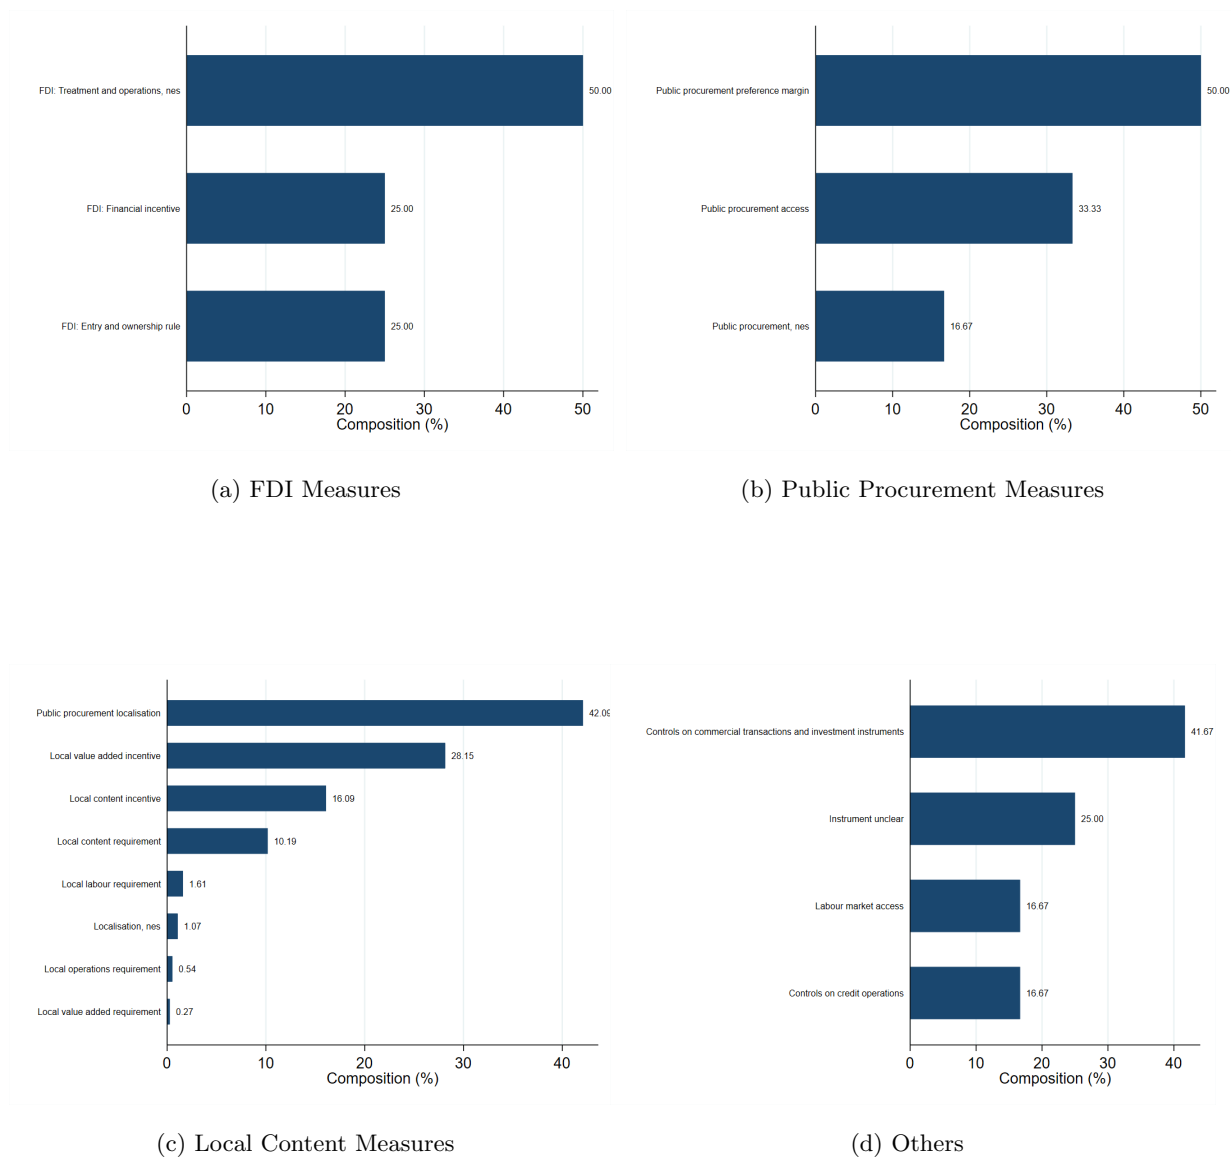 FDI: Treatment and operations, nes
50.00
FDI: Financial incentive
25.00
FDI: Entry and ownership rule
25.00
0 10 20 30 40 50
Composition (%)
(a) FDI Measures
Public procurement preference margin
50.00
Public procurement access
33.33
Public procurement, nes
16.67
0 10 20 30 40 50
Composition (%)
(b) Public Procurement Measures
Public procurement localisation
42.09
Local value added incentive
28.15
Local content incentive
16.09
Local content requirement
10.19
Local labour requirement
1.61
Localisation, nes
1.07
Local operations requirement
0.54
Local value added requirement
0.27
0 10 20 30 40
Composition (%)
(c) Local Content Measures
Controls on commercial transactions and investment instruments
41.67
Instrument unclear
25.00
Labour market access
16.67
Controls on credit operations
16.67
0 10 20 30 40
Composition (%)
(d) Others